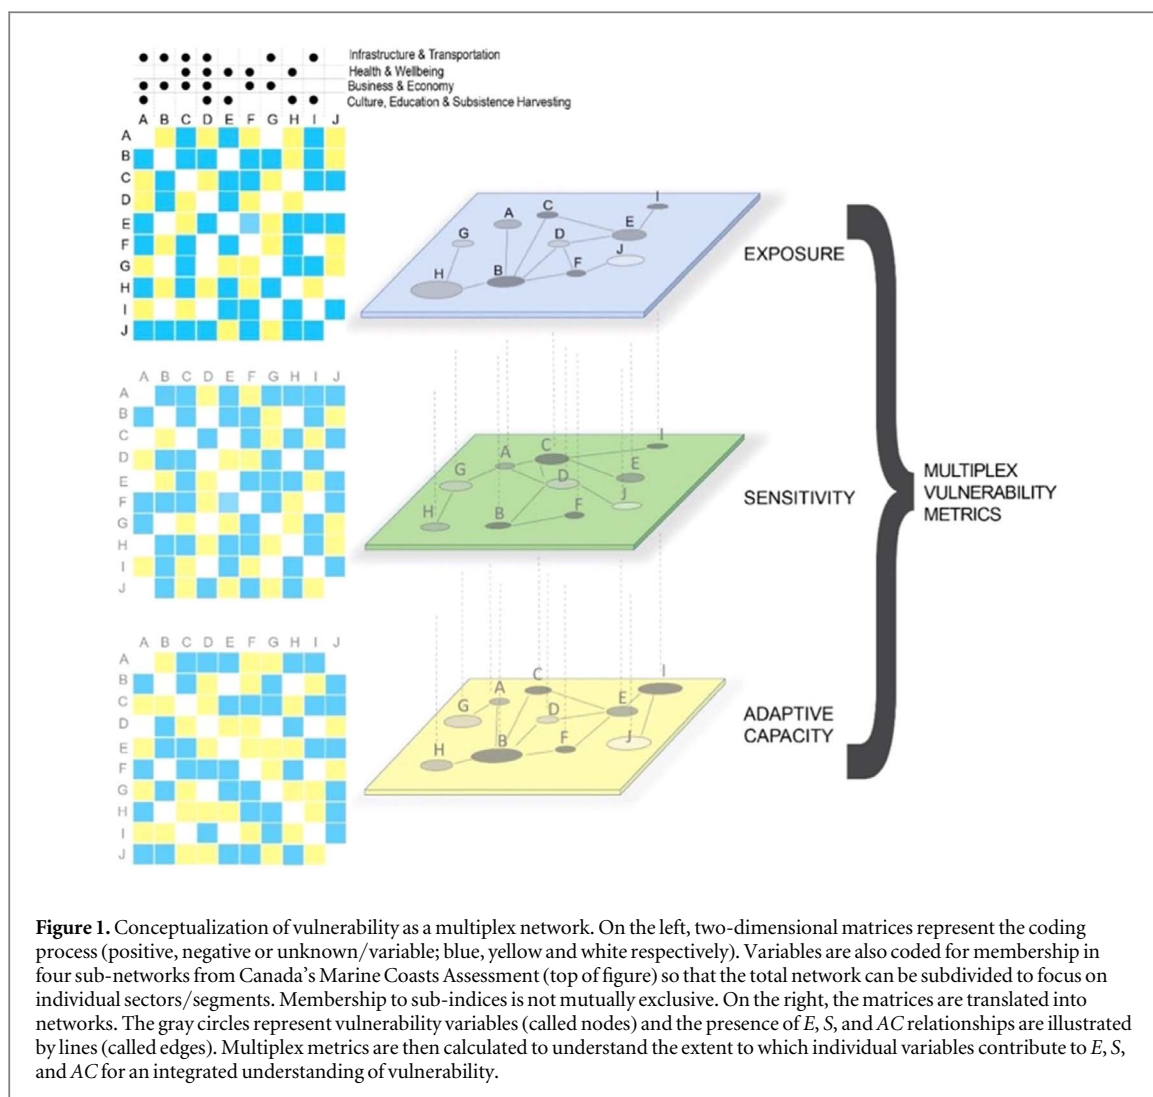 Infrastructure & Transportation
Health & Wellbeing
Business & Economy
Culture, Education & Subsistence Harvesting
A B C D E F G H I J
A
B
C
D
E
F
G
H
I
J
I
C
A
G
D
E
J
H
B
F
EXPOSURE
A B C D E F G H I J
A
B
C
D
E
F
G
H
I
J
I
C
A
G
D
E
J
H
B
F
SENSITIVITY
MULTIPLEX
VULNERABILITY
METRICS
A B C D E F G H I J
A
B
C
D
E
F
G
H
I
J
I
C
A
G
D
E
J
H
B
F
ADAPTIVE
CAPACITY
Figure 1. Conceptualization of vulnerability as a multiplex network. On the left, two-dimensional matrices represent the coding
process (positive, negative or unknown/variable; blue, yellow and white respectively). Variables are also coded for membership in
four sub-networks from Canada's Marine Coasts Assessment (top of figure) so that the total network can be subdivided to focus on
individual sectors/segments. Membership to sub-indices is not mutually exclusive. On the right, the matrices are translated into
networks. The gray circles represent vulnerability variables (called nodes) and the presence of E, S, and AC relationships are illustrated
by lines (called edges). Multiplex metrics are then calculated to understand the extent to which individual variables contribute to E, S,
and AC for an integrated understanding of vulnerability.